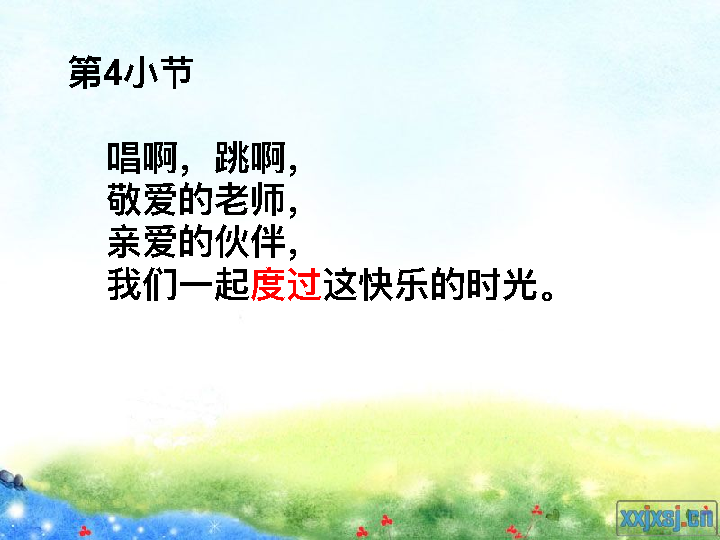 第4小节
唱啊，跳啊，
敬爱的老师，
亲爱的伙伴，
我们一起度过这快乐的时光。
xxjxsj.cn